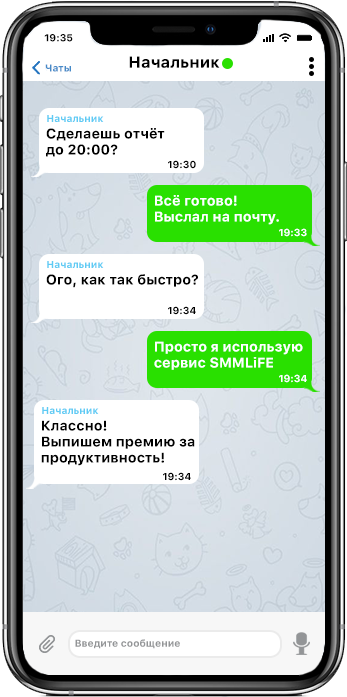 19:35
Чаты
Начальник
Начальник
Сделаешь отчёт
до 20:00?
19:30
Всё готово!
Выслал на почту.
19:33
Начальник
Ого, как так быстро?
19:34
Просто я использую
сервис SMMLiFE
19:34
Начальник
Классно!
Выпишем премию за
продуктивность!
19:34
Введите сообщение